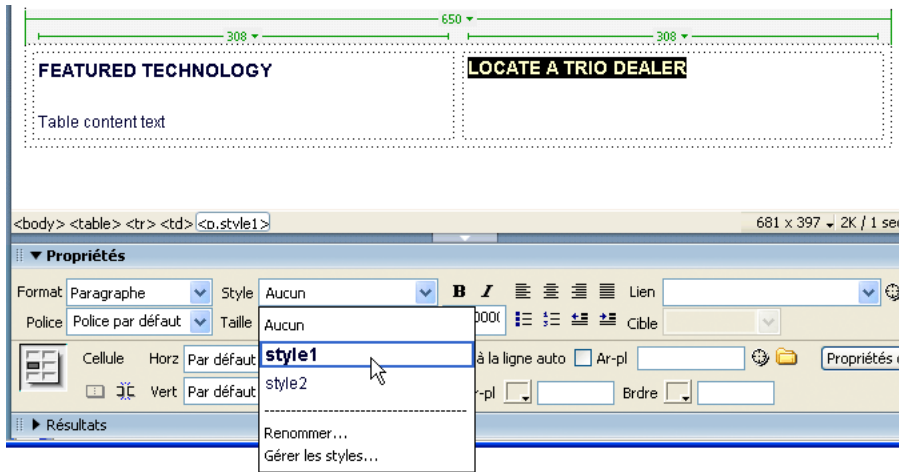 650
308 308
FEATURED TECHNOLOGY LOCATE A TRIO DEALER
Table content text
<body> <table> <tr> <td> <p.style1> 681 x 397 2K / 1 sec
Propriétés
Format Paragraphe Style Aucun B I Lien
Police Police par défaut Taille Aucun Cible
Cellule Horz Par défaut style1 à la ligne auto Ar-pl Propriétés
Vert Par défaut style2 r-pl Brdre
Résultats
Renommer...
Gérer les styles...